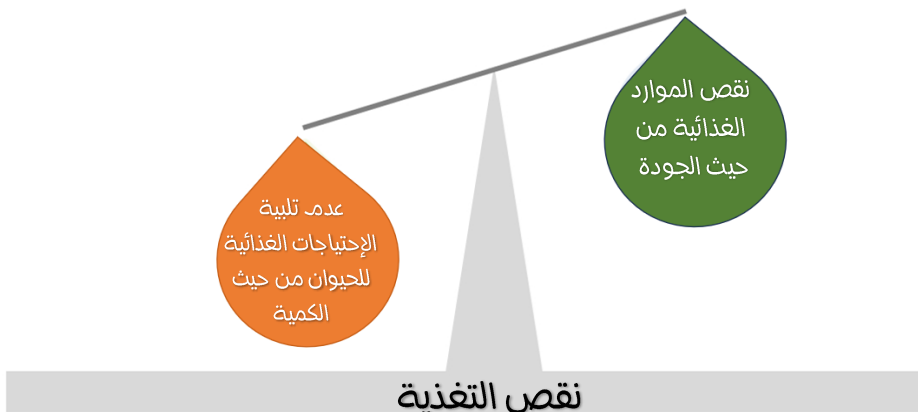 نقص الموارد
الغذائية من
حيث الجودة
عدم تلبية
الإحتياجات الغذائية
للحيوان من حيث
الكمية
نقص التغذية